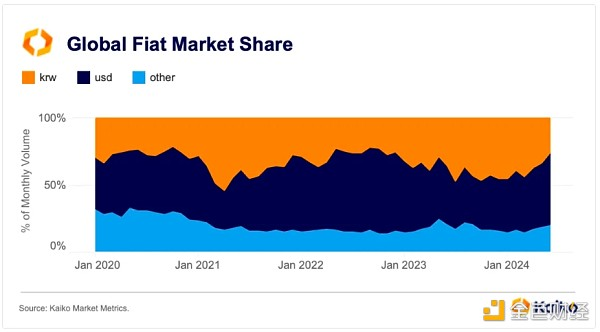 Global Fiat Market Share
krw
usd
other
% of Monthly Volume
100%
50%
0%
Jan 2020
Jan 2021
Jan 2022
Jan 2023
Jan 2024
Source: Kaiko Market Metrics.
Kaiko
金色财经